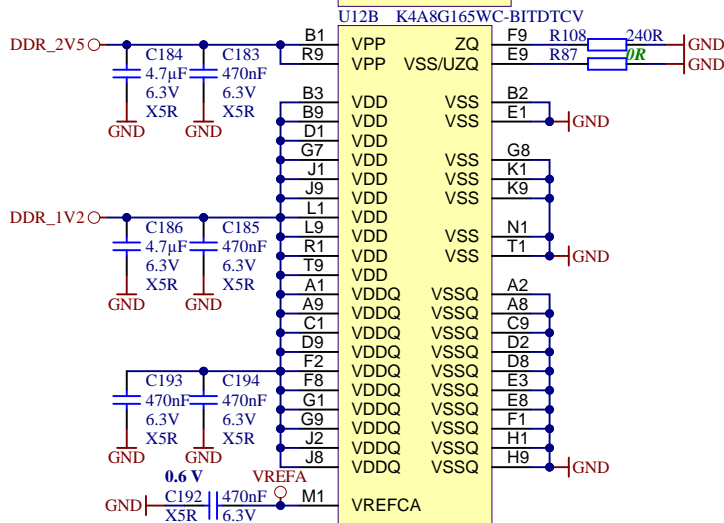 U12B K4A8G165WC-BITDTCV
DDR_2V5 B1 VPP ZQ F9 R108 240R GND
C184 C183 R9 VPP VSS/UZQ E9 R87 0R GND
4.7µF 470nF
6.3V 6.3V B3 VDD VSS B2
X5R X5R B9 VDD VSS E1 GND
GND GND D1 VDD
G7 VDD VSS G8
J1 VDD VSS K1
J9 VDD VSS K9
DDR_1V2 L1 VDD
C186 C185 L9 VDD VSS N1
4.7µF 470nF R1 VDD VSS T1 GND
6.3V 6.3V T9 VDD
X5R X5R A1 VDDQ VSSQ A2
GND GND A9 VDDQ VSSQ A8
C1 VDDQ VSSQ C9
D9 VDDQ VSSQ D2
F2 VDDQ VSSQ D8
C193 C194 F8 VDDQ VSSQ E3
470nF 470nF G1 VDDQ VSSQ E8
6.3V 6.3V G9 VDDQ VSSQ F1
X5R X5R J2 VDDQ VSSQ H1
GND GND J8 VDDQ VSSQ H9 GND
0.6 V VREFA
GND C192 470nF M1 VREFCA
X5R 6.3V